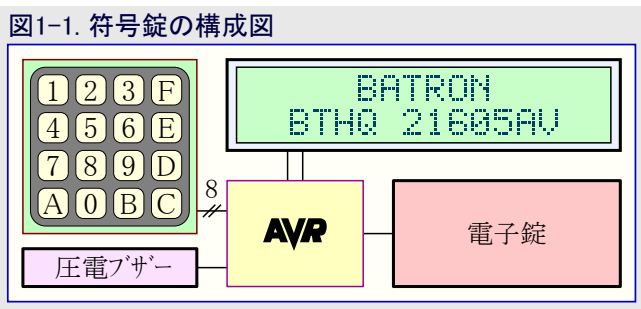 図1-1. 符号錠の構成図
1 2 3 F
4 5 6 E
7 8 9 D
A 0 B C
BATRON
BTHQ 21605AV
8
AVR
電子錠
圧電ﾌﾞｻﾞｰ